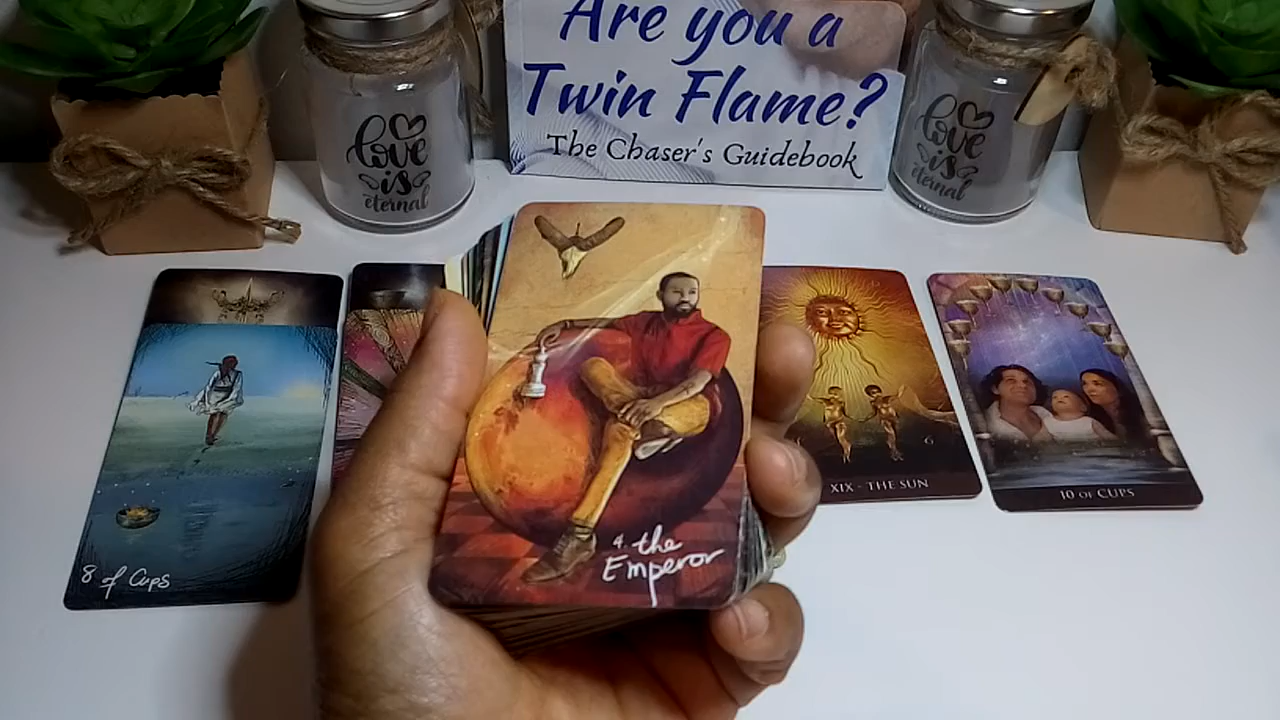 Are you a
Twin Flame?
The Chaser's Guidebook
love
is
eternal
love
is
eternal
4. the
Emperor
8 of Cups
XIX - THE SUN
6
10 OF CUPS